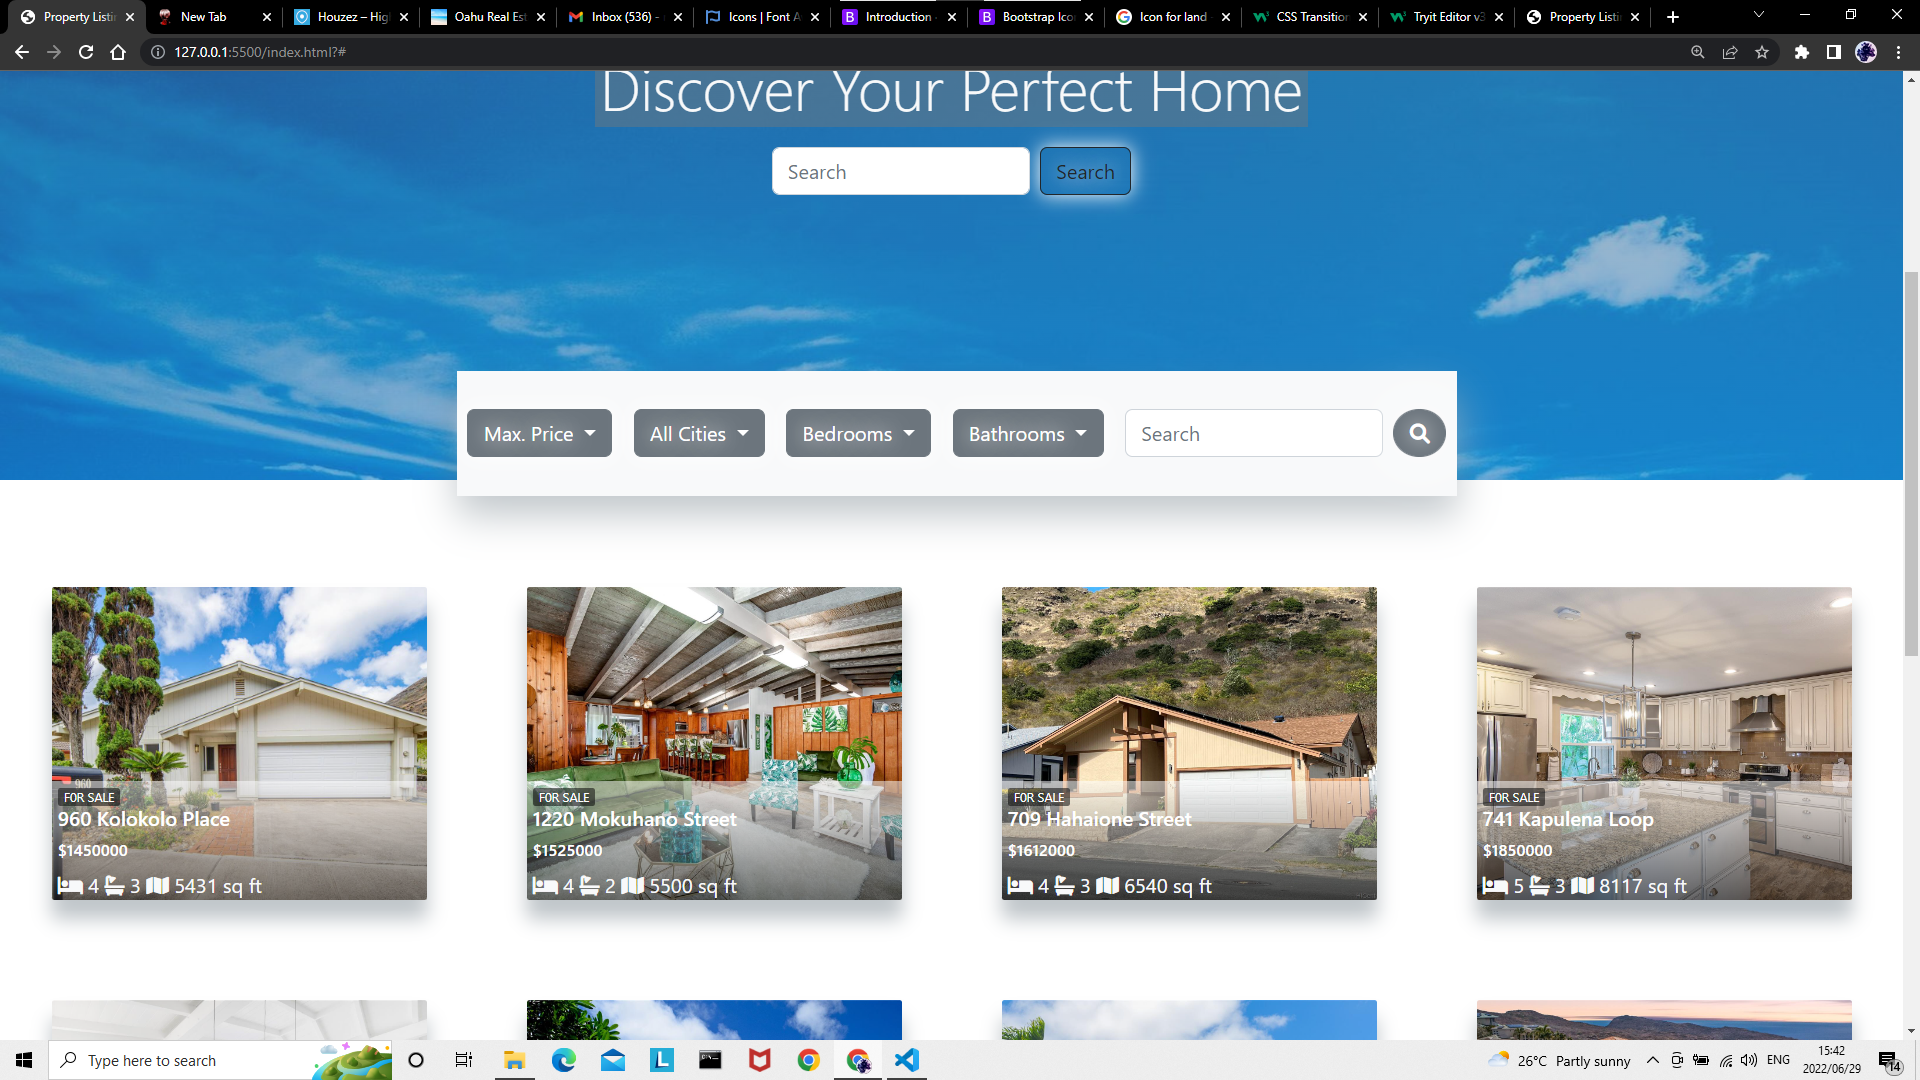 Property Listin
New Tab
Houzez – Hig
Oahu Real Est
Inbox (536) -
Icons | Font A
Introduction
Bootstrap Ico
Icon for land
CSS Transition
Tryit Editor v3
Property Listin
127.0.0.1:5500/index.html?#
Discover Your Perfect Home
Search Search
Max. Price All Cities Bedrooms Bathrooms Search
FOR SALE
960 Kolokolo Place
$1450000
4 3 5431 sq ft
FOR SALE
1220 Mokuhano Street
$1525000
4 2 5500 sq ft
FOR SALE
709 Hahaione Street
$1612000
4 3 6540 sq ft
FOR SALE
741 Kapulena Loop
$1850000
5 3 8117 sq ft
Type here to search
26°C Partly sunny
ENG
15:42
2022/06/29
14